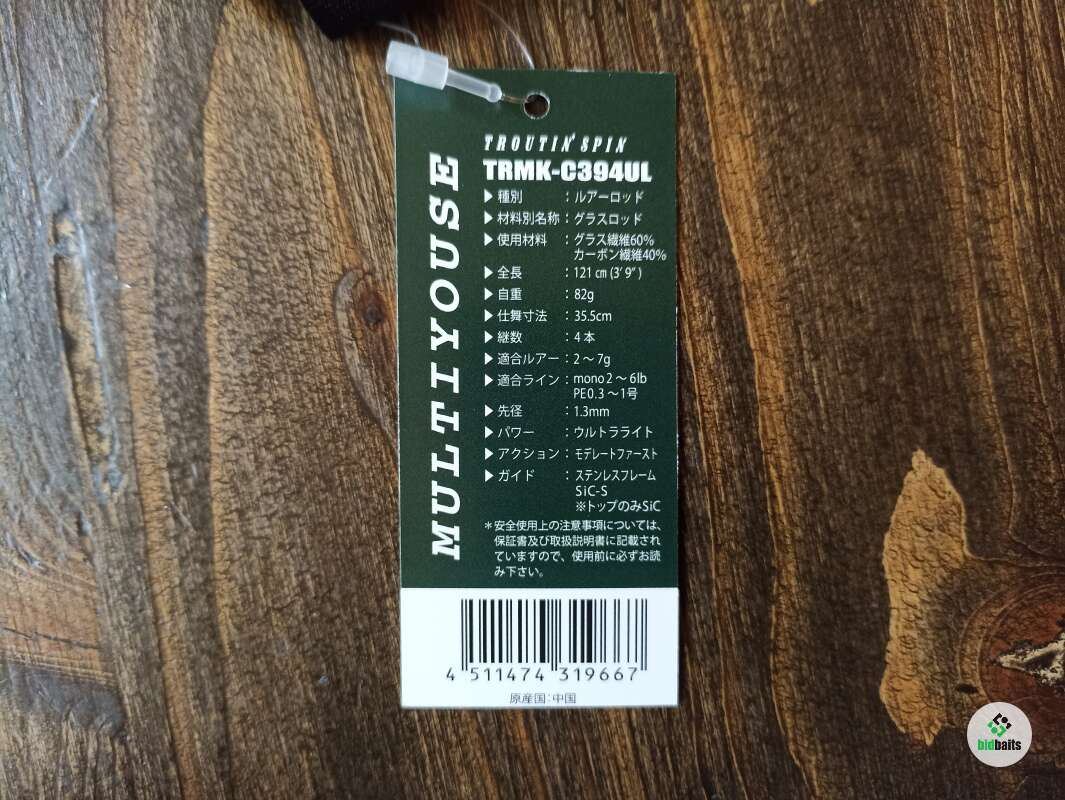 MULTIYOUSE
TROUTIN' SPIN
TRMK-C394UL
▶種別 :ルアーロッド
▶材料別名称:グラスロッド
▶使用材料 :グラス繊維60%
カーボン繊維40%
▶全長 :121㎝(3'9")
▶自重 :82g
▶仕舞寸法 :35.5cm
▶継数 :4本
▶適合ルアー:2〜7g
▶適合ライン:mono2〜6lb
PE0.3〜1号
▶先径 :1.3mm
▶パワー :ウルトラライト
▶アクション:モデレートファースト
▶ガイド :ステンレスフレーム
SiC-S
※トップのみSiC
*安全使用上の注意事項については、
保証書及び取扱説明書に記載され
ていますので、使用前に必ずお読
み下さい。
4 511474 319667
原産国:中国
bidbaits